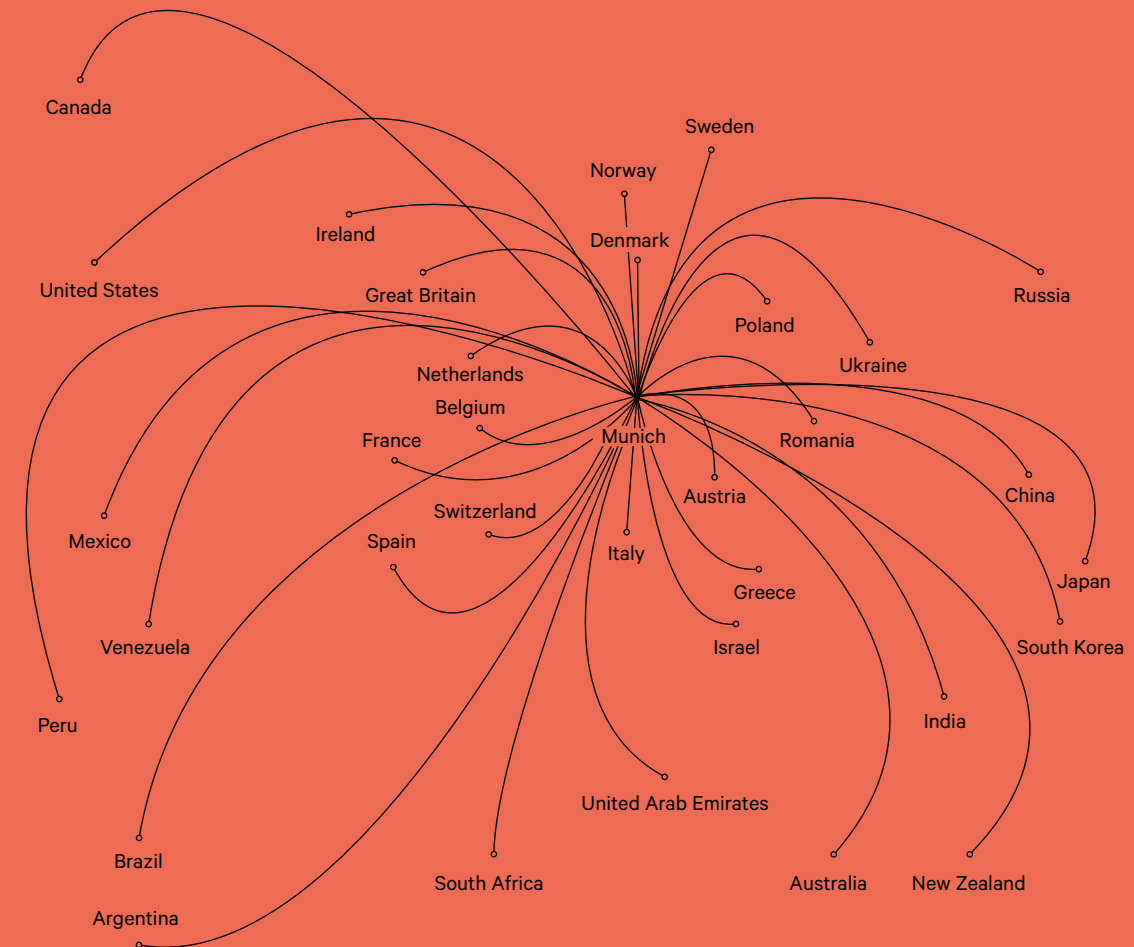 Canada
Sweden
Norway
Ireland
Denmark
United States
Great Britain
Russia
Poland
Ukraine
Netherlands
Belgium
France
Munich
Romania
Austria
China
Switzerland
Mexico
Spain
Italy
Japan
Greece
Venezuela
Israel
South Korea
Peru
India
United Arab Emirates
Brazil
South Africa
Australia
New Zealand
Argentina